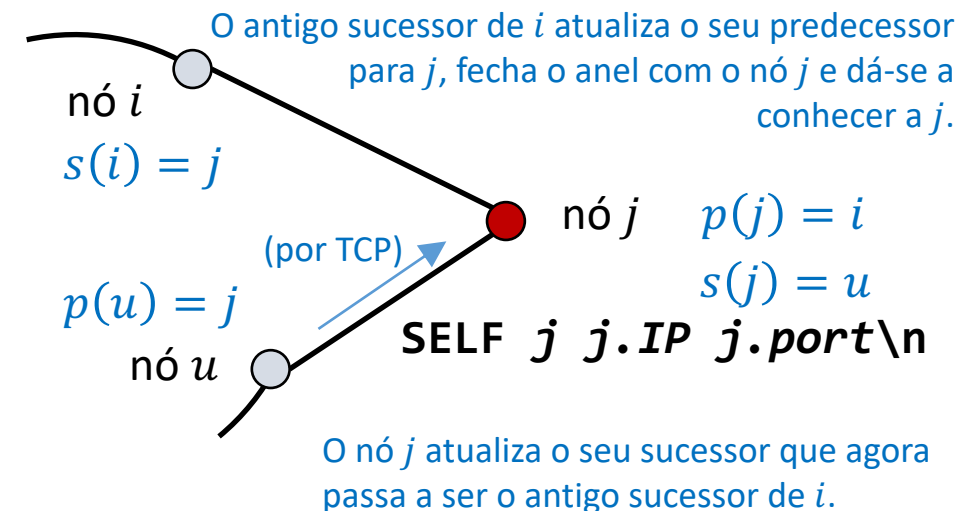 O antigo sucessor de i atualiza o seu predecessor
para j, fecha o anel com o nó j e dá-se a
conhecer a j.
nó i
s(i) = j
nó j
p(j) = i
(por TCP)
s(j) = u
p(u) = j
SELF j j.IP j.port\n
nó u
O nó j atualiza o seu sucessor que agora
passa a ser o antigo sucessor de i.